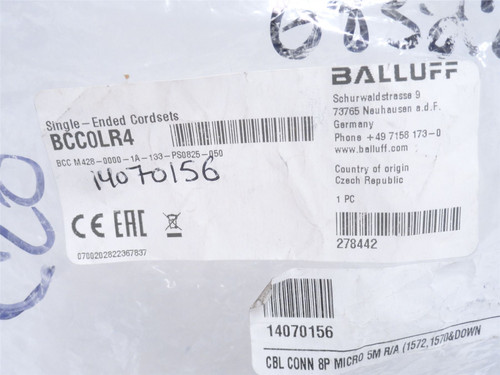 BALLUFF
Schurwaldstrasse 9
73765 Neuhausen a.d.F.
Germany
Phone +49 7158 173-0
www.balluff.com
Country of origin
Czech Republic
1 PC
278442
Single-Ended Cordsets
BCC0LR4
BCC M428-0000-1A-133-PS0825-050
14070156
CE EAC
0700202822367837
14070156
CBL CONN 8P MICRO 5M R/A (1572,1570&DOWN